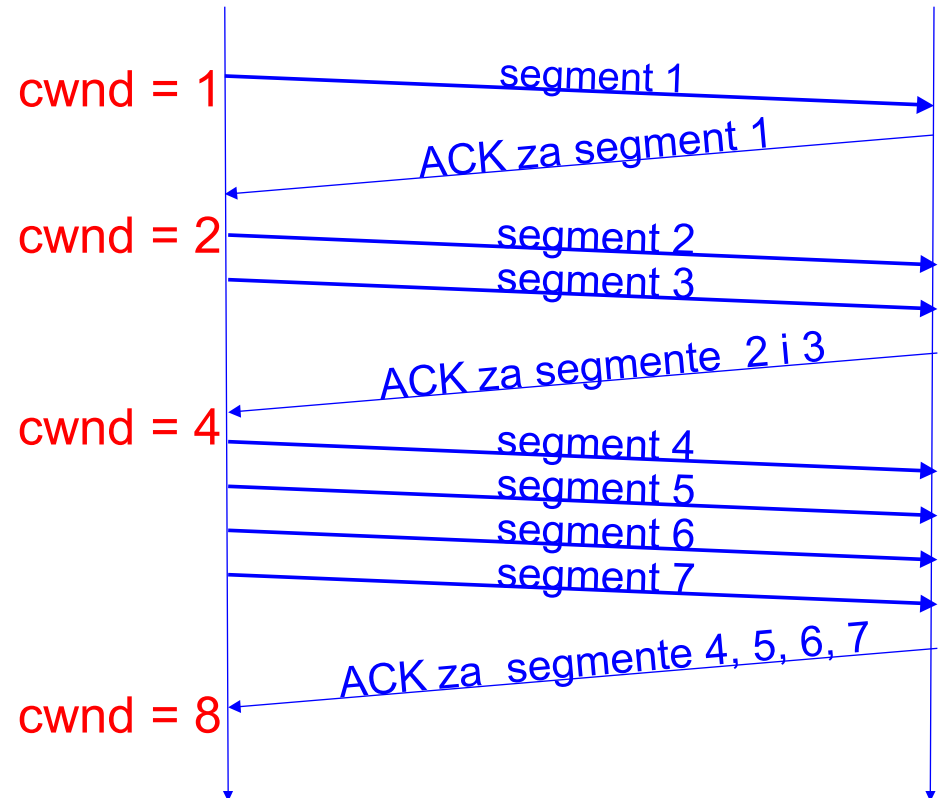 cwnd = 1
segment 1
ACK za segment 1
cwnd = 2
segment 2
segment 3
ACK za segmente 2 i 3
cwnd = 4
segment 4
segment 5
segment 6
segment 7
ACK za segmente 4, 5, 6, 7
cwnd = 8